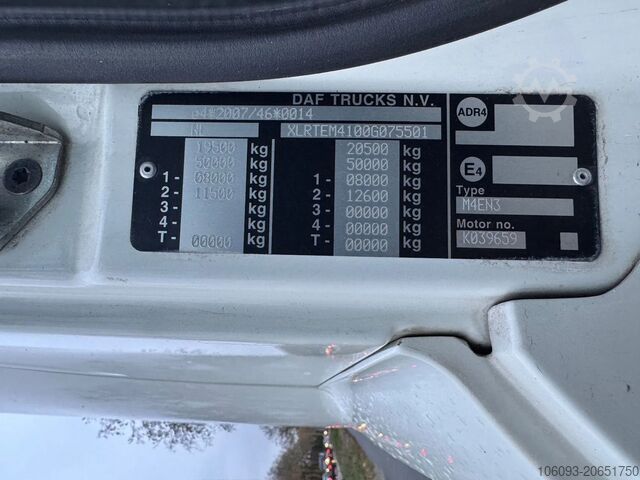 DAF TRUCKS N.V.
e4*2007/46*0014
NL XLRTEM4100G075501
19500 kg 20500 kg
50000 kg 50000 kg
1 - 08000 kg 1 - 08000 kg
2 - 11500 kg 2 - 12600 kg
3 - kg 3 - 00000 kg
4 - 4 - 00000 kg
T - 00000 kg T - 00000 kg
ADR4
E4
Type
M4EN3
Motor no.
K039659
106093-20651750